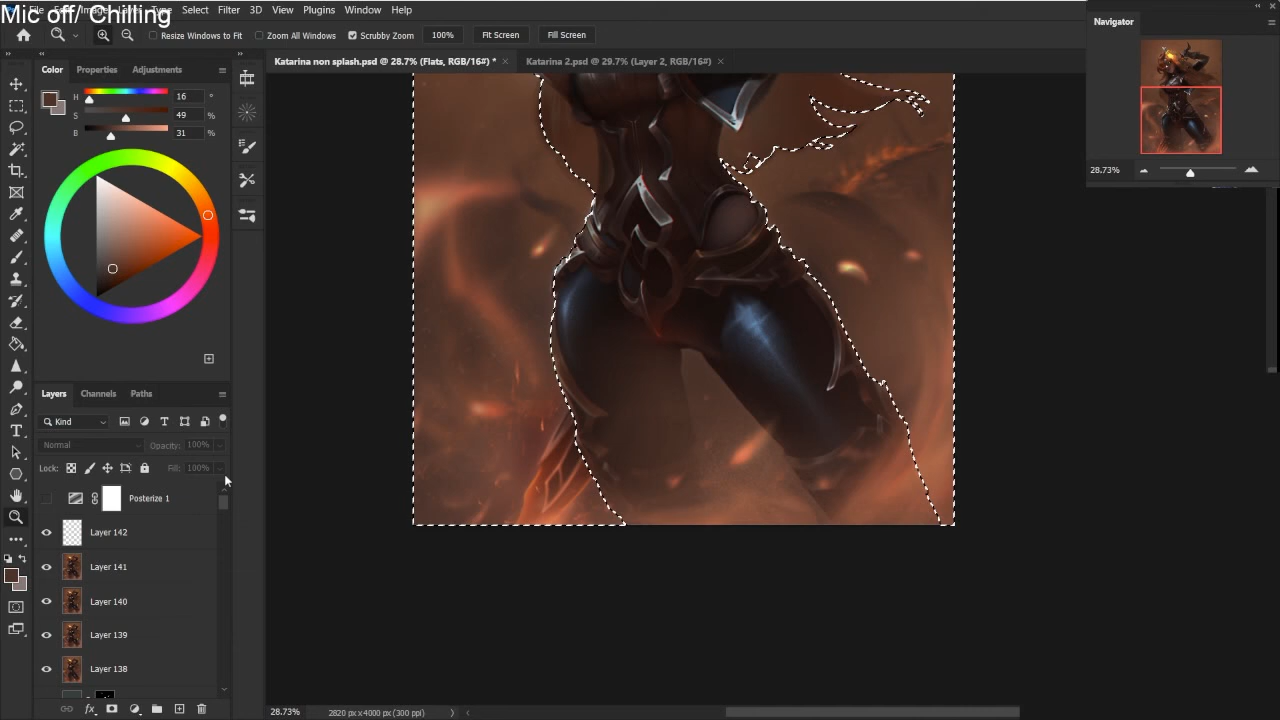 Mic off/ Chilling
File Edit Image Layer Select Filter 3D View Plugins Window Help
Resize Windows to Fit Zoom All Windows Scrubby Zoom 100% Fit Screen Fill Screen
Navigator
Color Properties Adjustments
Katarina non splash.psd @ 28.7% (Flats, RGB/16#) *
Katarina 2.psd @ 29.7% (Layer 2, RGB/16#)
H 16 °
S 49 %
B 31 %
28.73%
Layers Channels Paths
Kind
Normal Opacity: 100%
Lock: Fill: 100%
Posterize 1
Layer 142
Layer 141
Layer 140
Layer 139
Layer 138
28.73% 2820 px x 4000 px (300 ppi)